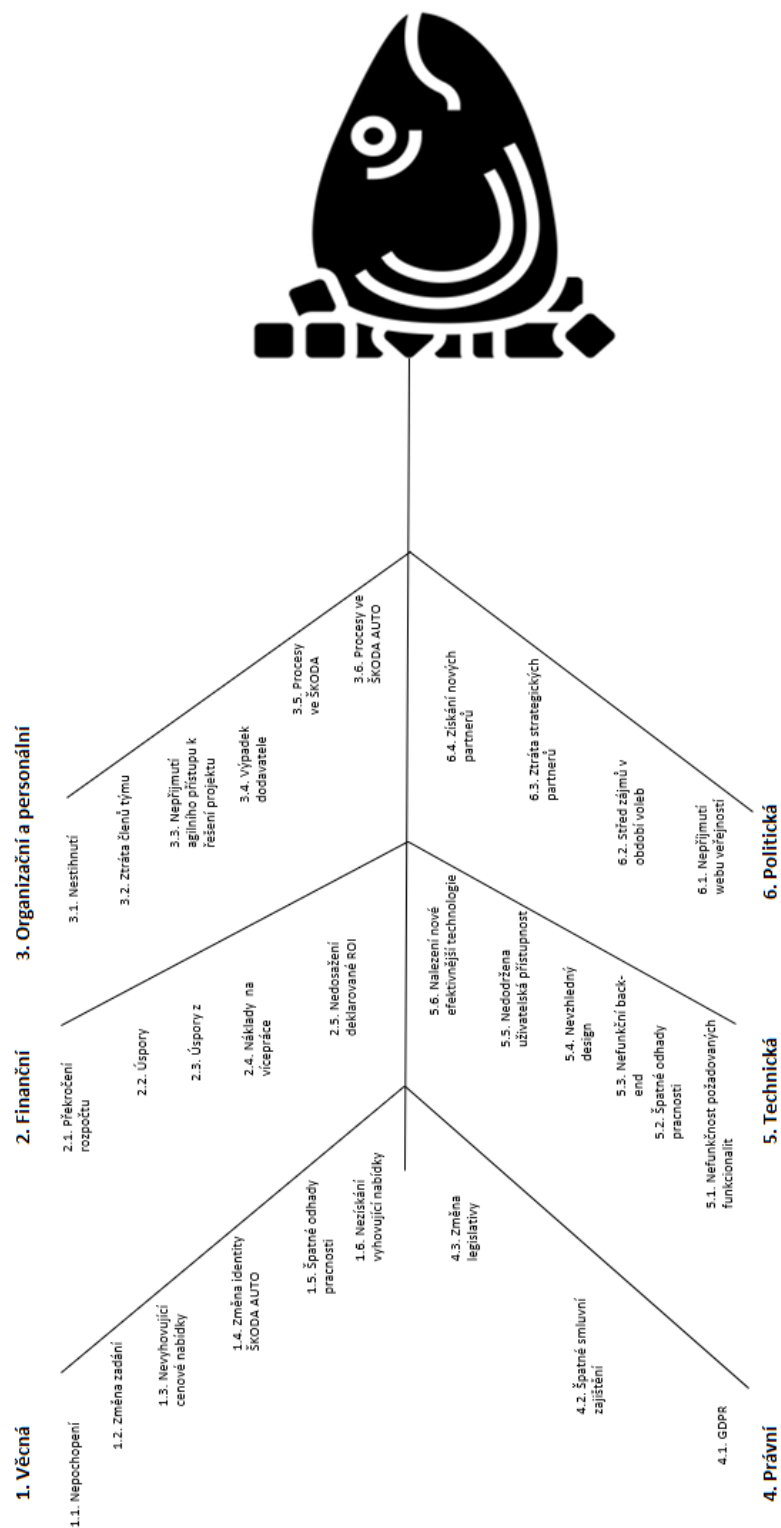 1. Věcná
1.1. Nepochopení
1.2. Změna zadání
1.3. Nevyhovující
cenové nabídky
1.4. Změna identity
ŠKODA AUTO
1.5. Špatné odhady
pracnosti
1.6. Nezískání
vyhovující nabídky
2. Finanční
2.1. Překročení
rozpočtu
2.2. Úspory
2.3. Úspory z
2.4. Náklady na
vícepráce
2.5. Nedosažení
deklarované ROI
3. Organizační a personální
3.1. Nestihnutí
3.2. Ztráta členů týmu
3.3. Nepřijmutí
agilního přístupu k
řešení projektu
3.4. Výpadek
dodavatele
3.5. Procesy
ve ŠKODA
3.6. Procesy ve
ŠKODA AUTO
4.3. Změna
legislativy
4.2. Špatné smluvní
zajištění
4.1. GDPR
4. Právní
5.6. Nalezení nové
efektivnější technologie
5.5. Nedodržena
uživatelská přístupnost
5.4. Nevzhledný
design
5.3. Nefunkční back-
end
5.2. Špatné odhady
pracnosti
5.1. Nefunkčnost požadovaných
funkcionalit
5. Technická
6.4. Získání nových
partnerů
6.3. Ztráta strategických
partnerů
6.2. Střed zájmů v
období voleb
6.1. Nepřijmutí
webu veřejností
6. Politická